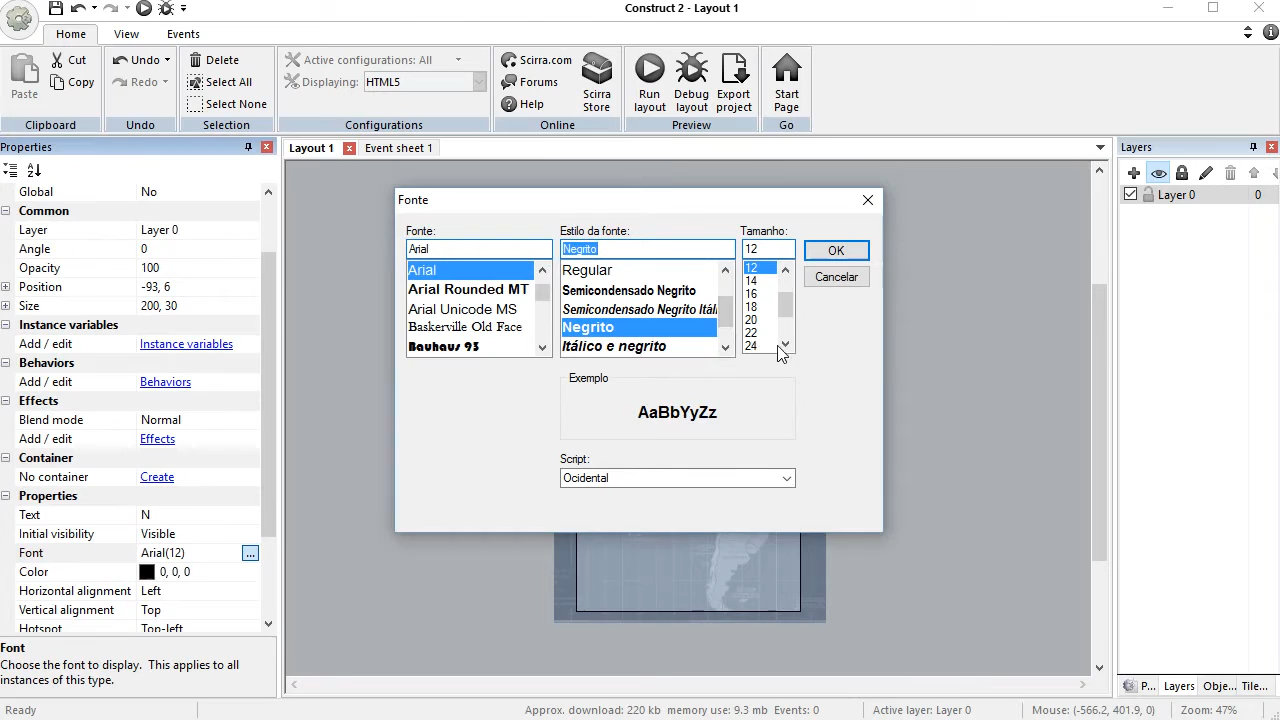 Construct 2 - Layout 1
Home View Events
Paste
Cut
Copy
Clipboard
Undo
Redo
Undo
Delete
Select All
Select None
Selection
Active configurations: All
Displaying: HTML5
Configurations
Scirra.com
Forums
Help
Scirra Store
Online
Run layout
Debug layout
Export project
Preview
Start Page
Go
Properties
Global No
Common
Layer Layer 0
Angle 0
Opacity 100
Position -93, 6
Size 200, 30
Instance variables
Add / edit Instance variables
Behaviors
Add / edit Behaviors
Effects
Blend mode Normal
Add / edit Effects
Container
No container Create
Properties
Text N
Initial visibility Visible
Font Arial(12) ...
Color 0, 0, 0
Horizontal alignment Left
Vertical alignment Top
Hotspot Top-left
Font
Choose the font to display. This applies to all
instances of this type.
Layout 1 Event sheet 1
Fonte
Fonte:
Arial
Arial
Arial Rounded MT
Arial Unicode MS
Baskerville Old Face
Bauhaus 93
Estilo da fonte:
Negrito
Regular
Semicondensado Negrito
Semicondensado Negrito Itáli
Negrito
Itálico e negrito
Tamanho:
12
12
14
16
18
20
22
24
OK
Cancelar
Exemplo
AaBbYyZz
Script:
Ocidental
Layers
Layer 0 0
P... Layers Obje... Tile...
Ready
Approx. download: 220 kb memory use: 9.3 mb Events: 0
Active layer: Layer 0
Mouse: (-566.2, 401.9, 0)
Zoom: 47%